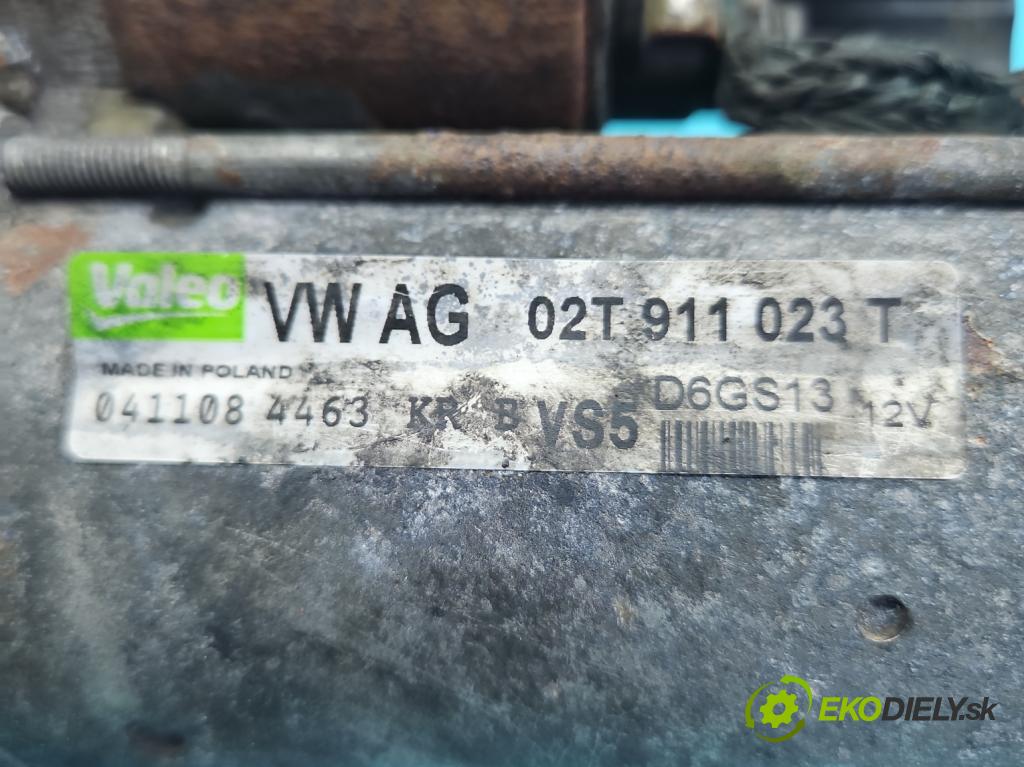 Valeo VW AG 02T 911 023 T
MADE IN POLAND
041108 4463 KR B VS5 D6GS13 12V
EKODIELY.sk